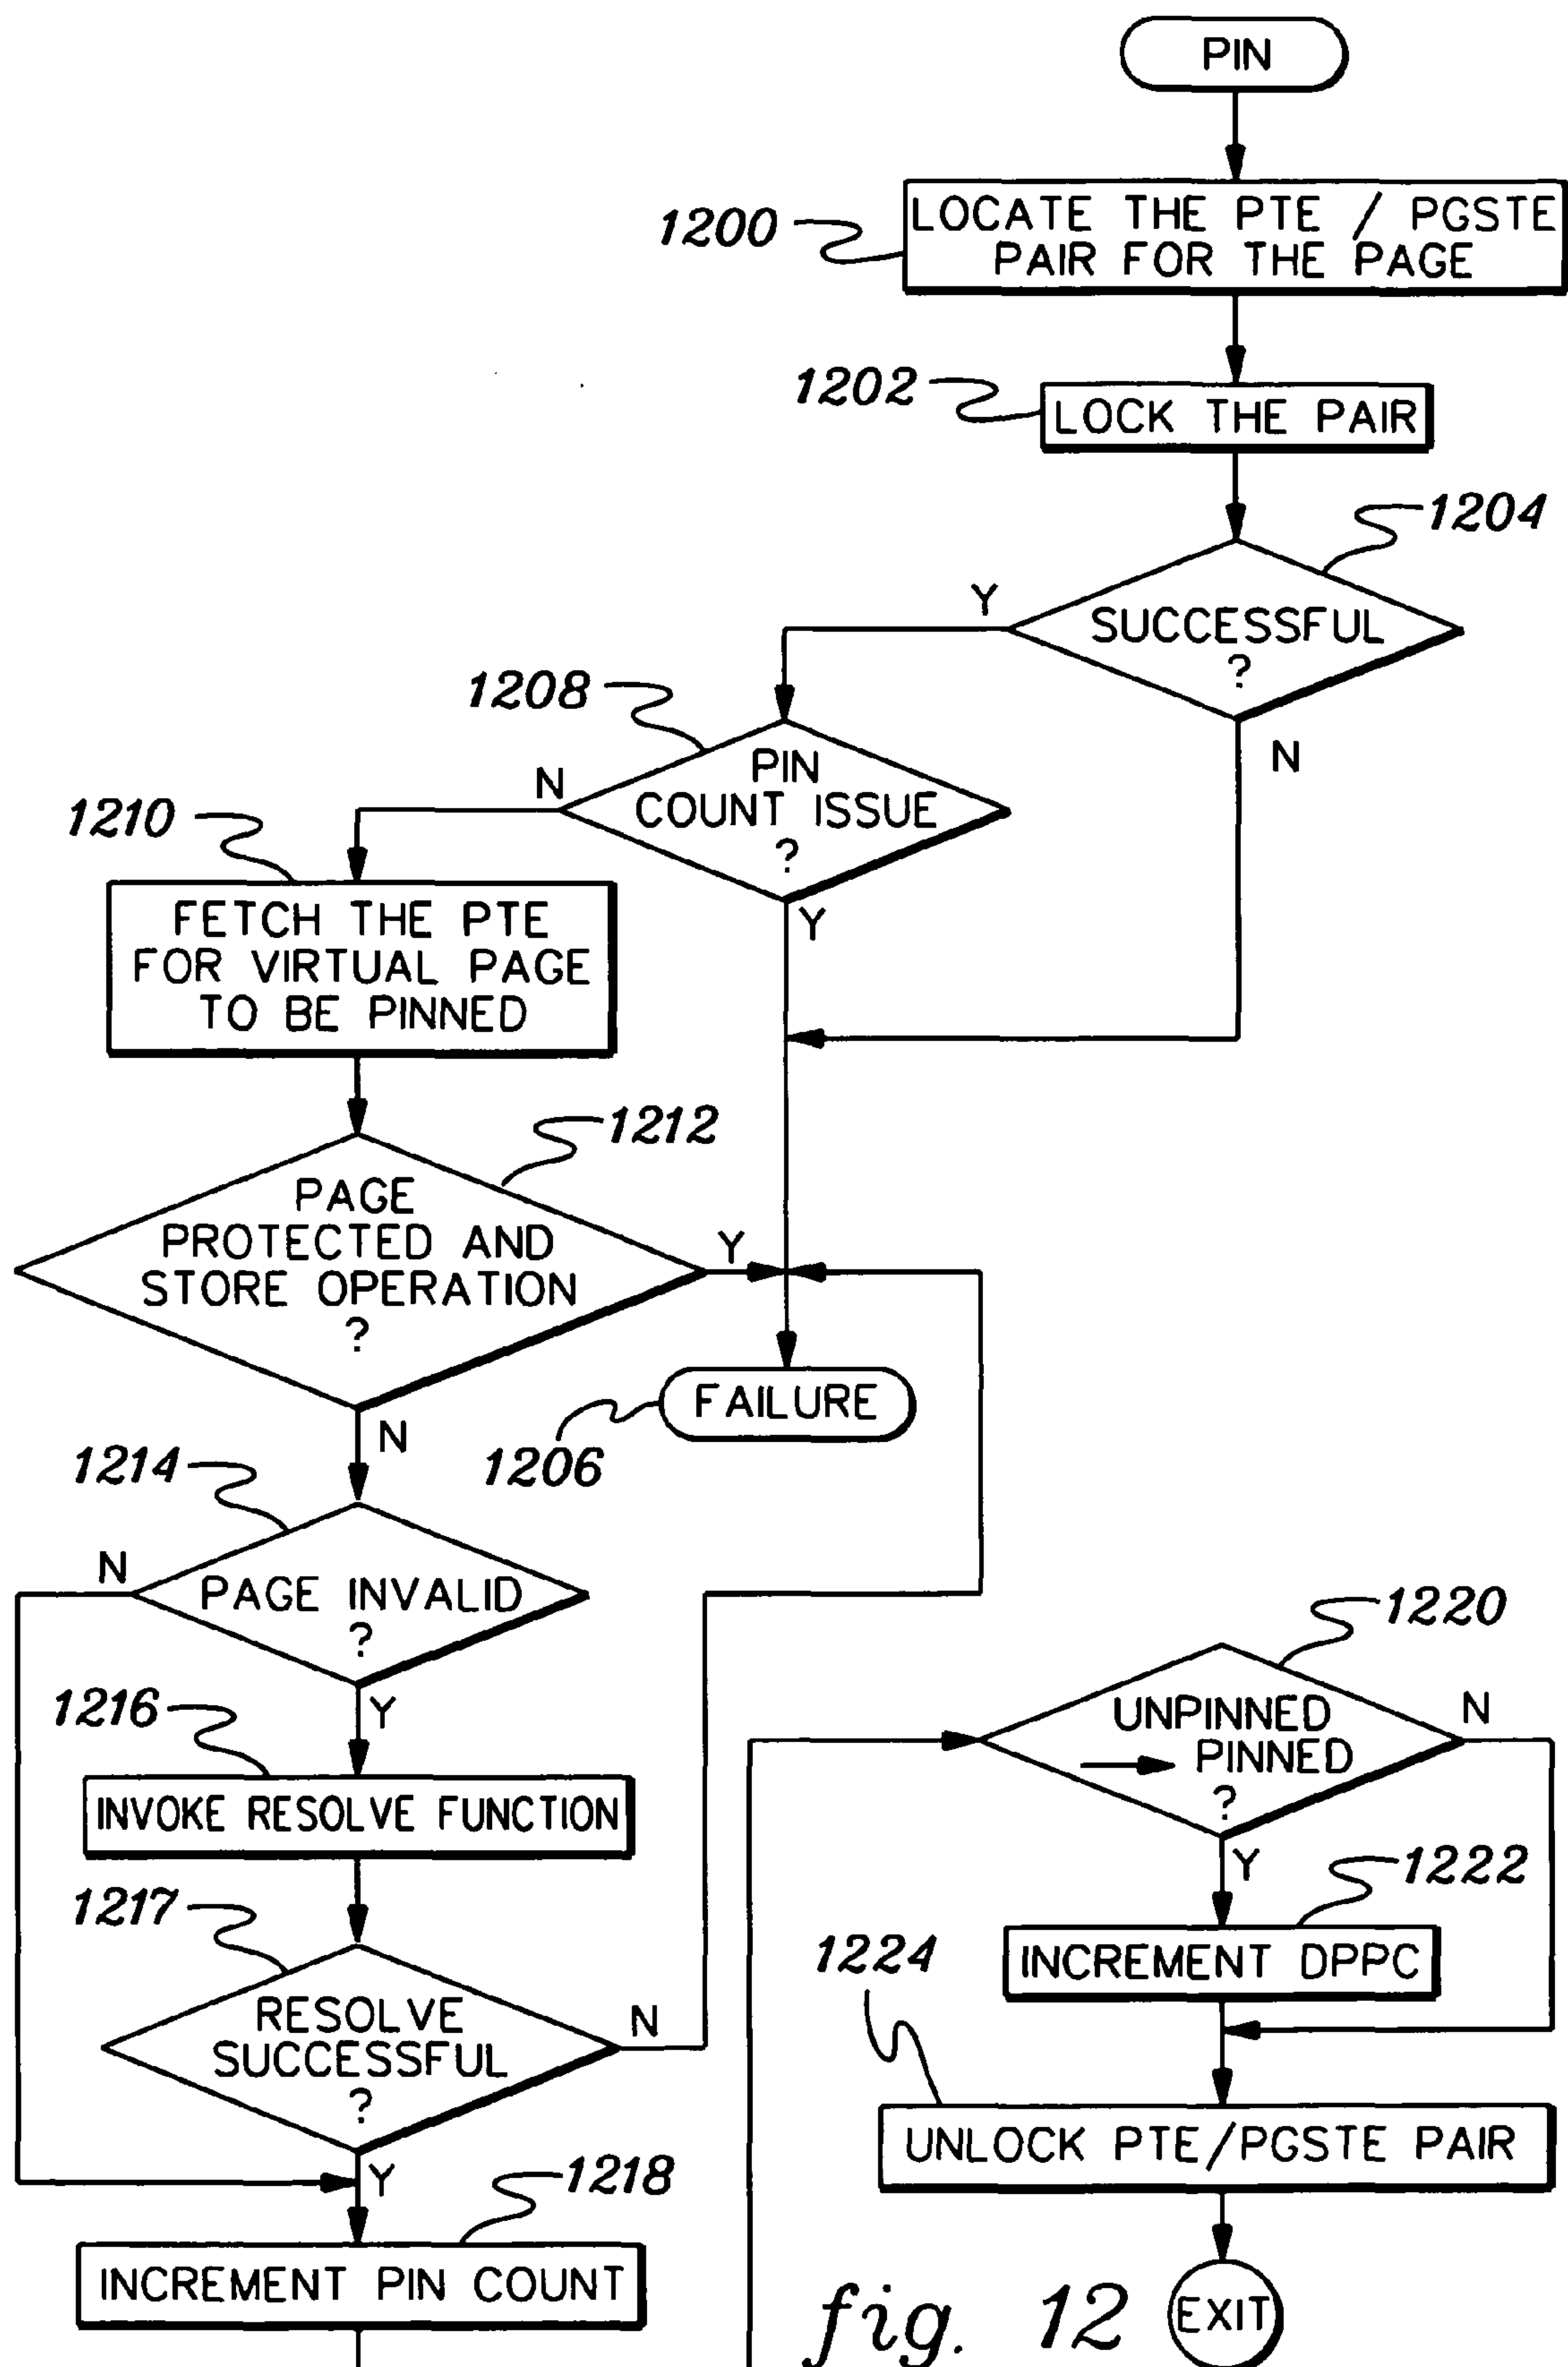 PIN
1200
LOCATE THE PTE / PGSTE
PAIR FOR THE PAGE
1202
LOCK THE PAIR
1204
SUCCESSFUL
?
Y
N
1208
PIN
COUNT ISSUE
?
N
Y
1210
FETCH THE PTE
FOR VIRTUAL PAGE
TO BE PINNED
1212
PAGE
PROTECTED AND
STORE OPERATION
?
Y
N
FAILURE
1206
1214
PAGE INVALID
?
N
Y
1216
INVOKE RESOLVE FUNCTION
1217
RESOLVE
SUCCESSFUL
?
N
Y
1218
INCREMENT PIN COUNT
1220
UNPINNED
→ PINNED
?
N
Y
1222
INCREMENT DPPC
1224
UNLOCK PTE/PGSTE PAIR
EXIT
fig. 12